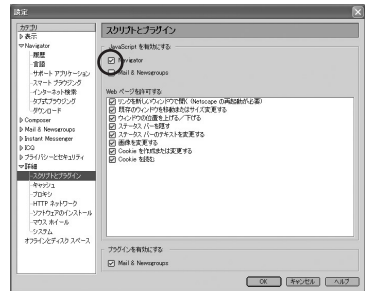 設定
カテゴリ
表示
Navigator
履歴
言語
サポート アプリケーション
スマート ブラウジング
インターネット検索
タブ式ブラウジング
ダウンロード
Composer
Mail & Newsgroups
Instant Messenger
ICQ
プライバシーとセキュリティ
詳細
スクリプトとプラグイン
キャッシュ
プロキシ
HTTP ネットワーク
ソフトウェアのインストール
マウス ホイール
システム
オフラインとディスク スペース
スクリプトとプラグイン
JavaScript を有効にする
Navigator
Mail & Newsgroups
Web ページを許可する
リンクを新しいウィンドウで開く (Netscape の再起動が必要)
既存のウィンドウを移動またはサイズ変更する
ウィンドウの位置を上げる／下げる
ステータス バーを隠す
ステータス バーのテキストを変更する
画像を変更する
Cookie を作成または変更する
Cookie を読む
プラグインを有効にする
Mail & Newsgroups
OK
キャンセル
ヘルプ